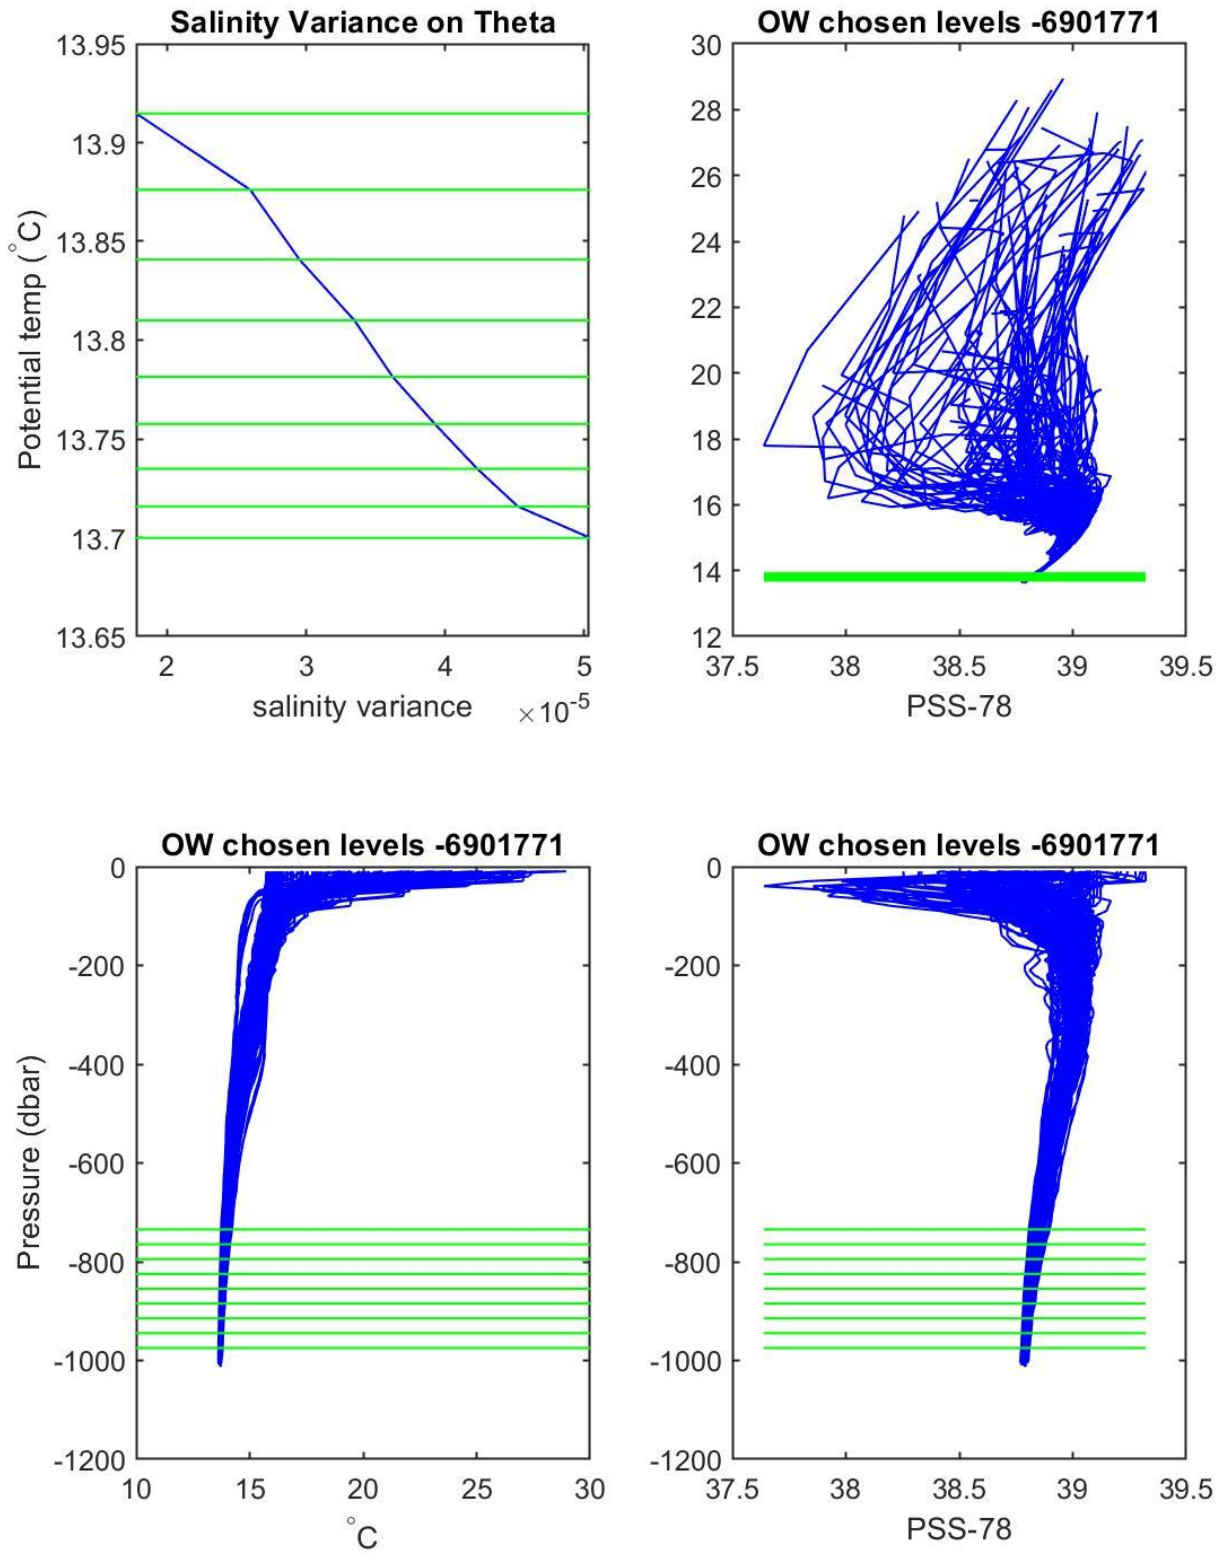 Salinity Variance on Theta
13.95
13.9
13.85
13.8
13.75
13.7
13.65
Potential temp (°C)
2 3 4 5
salinity variance ×10-5
OW chosen levels -6901771
30
28
26
24
22
20
18
16
14
12
37.5 38 38.5 39 39.5
PSS-78
OW chosen levels -6901771
0
-200
-400
-600
-800
-1000
-1200
Pressure (dbar)
10 15 20 25 30
°C
OW chosen levels -6901771
0
-200
-400
-600
-800
-1000
-1200
37.5 38 38.5 39 39.5
PSS-78